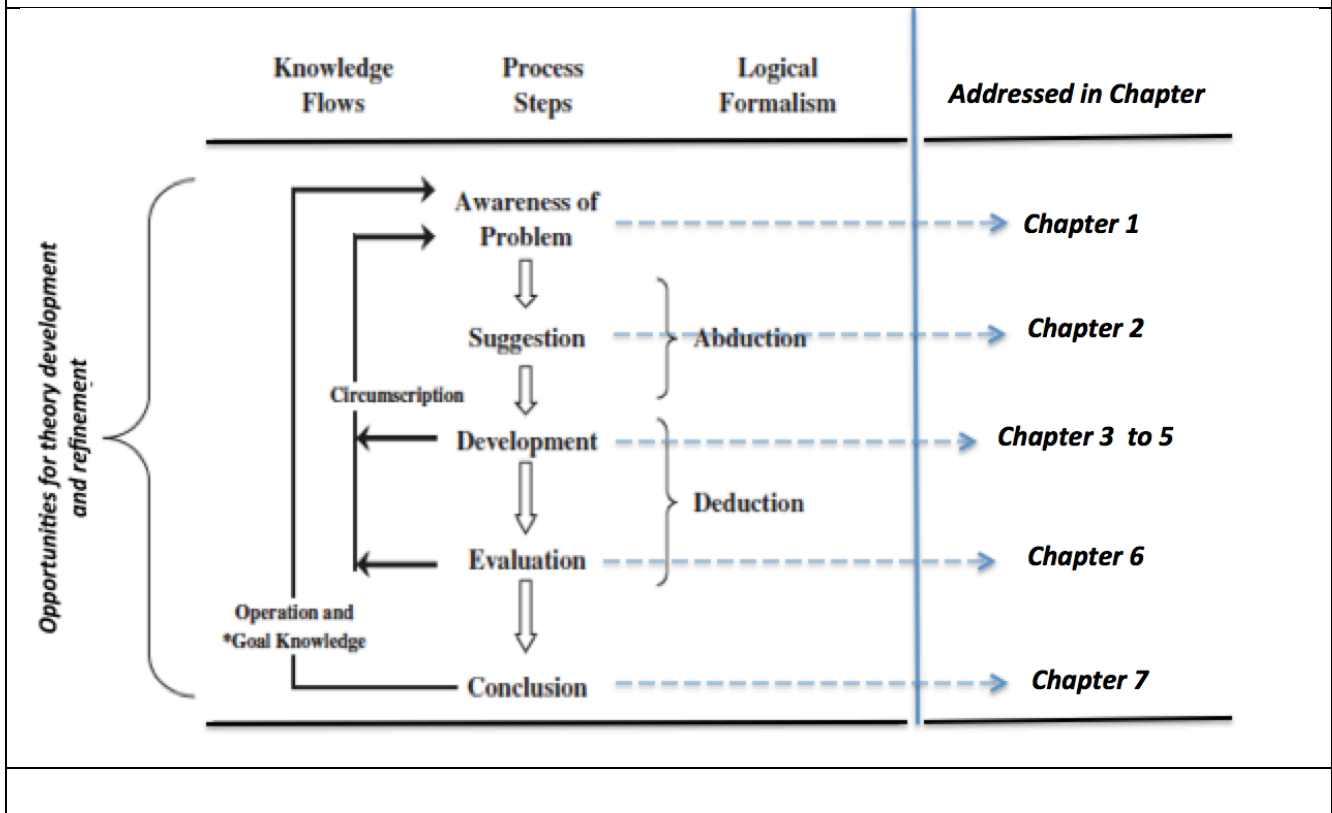 Knowledge
Flows
Process
Steps
Logical
Formalism
Addressed in Chapter
Opportunities for theory development
and refinement
Awareness of
Problem
Chapter 1
Suggestion
Abduction
Chapter 2
Circumscription
Development
Chapter 3 to 5
Deduction
Evaluation
Chapter 6
Operation and
*Goal Knowledge
Conclusion
Chapter 7